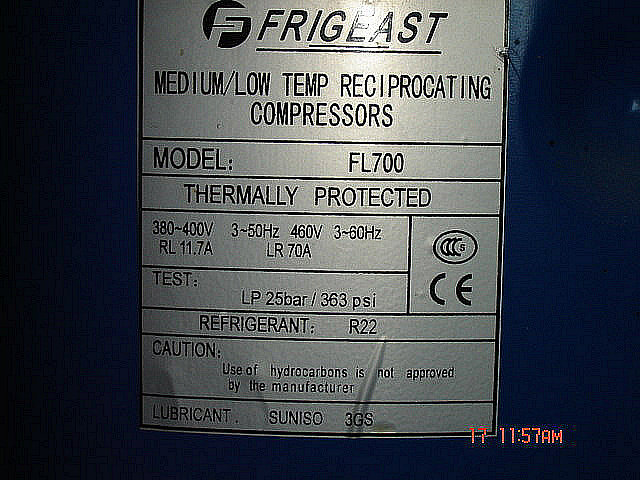 FRIGEAST
MEDIUM/LOW TEMP RECIPROCATING
COMPRESSORS
MODEL: FL700
THERMALLY PROTECTED
380~400V 3~50Hz 460V 3~60Hz
RL 11.7A LR 70A
CCC S
CE
TEST:
LP 25bar / 363 psi
REFRIGERANT: R22
CAUTION:
Use of hydrocarbons is not approved
by the manufacturer
LUBRICANT. SUNISO 3GS
17-11:57AM